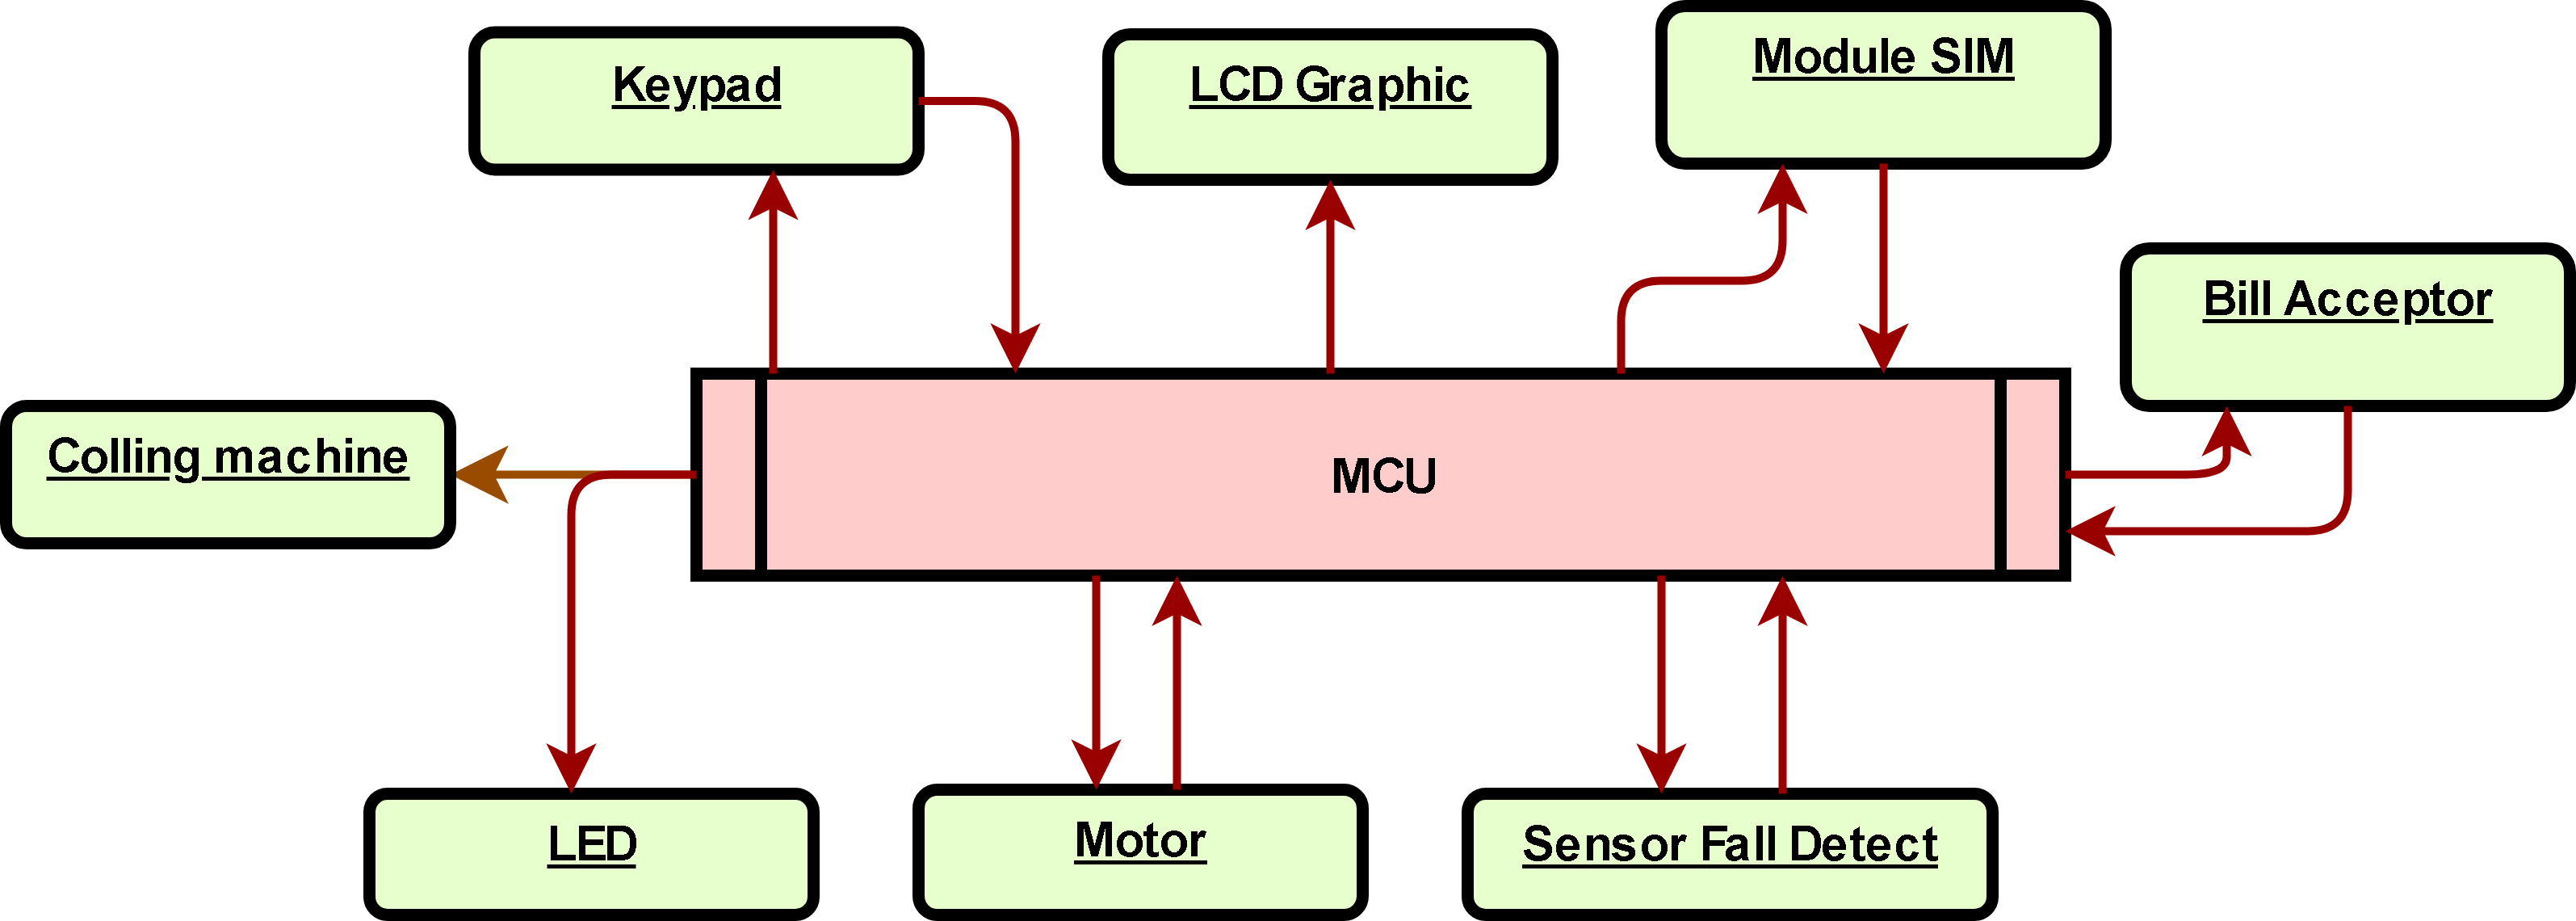 Keypad
LCD Graphic
Module SIM
Bill Acceptor
Colling machine
MCU
LED
Motor
Sensor Fall Detect